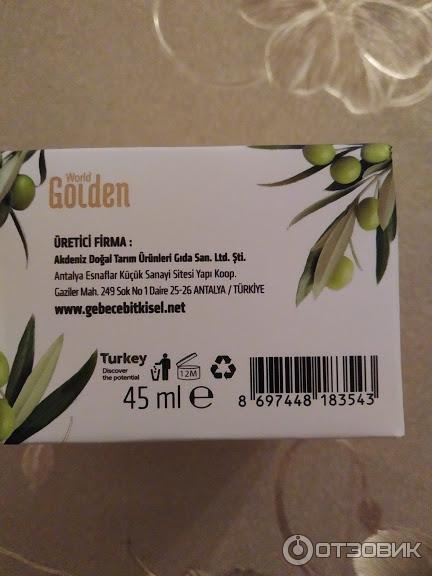 World
Golden
ÜRETİCİ FİRMA :
Akdeniz Doğal Tarım Ürünleri Gıda San. Ltd. Şti.
Antalya Esnaflar Küçük Sanayi Sitesi Yapı Koop.
Gaziler Mah. 249 Sok No 1 Daire 25-26 ANTALYA / TÜRKİYE
www.gebecebitkisel.net
Turkey
Discover
the potential
12M
45 ml ℮
8 697448 183543
ОТЗОВИК